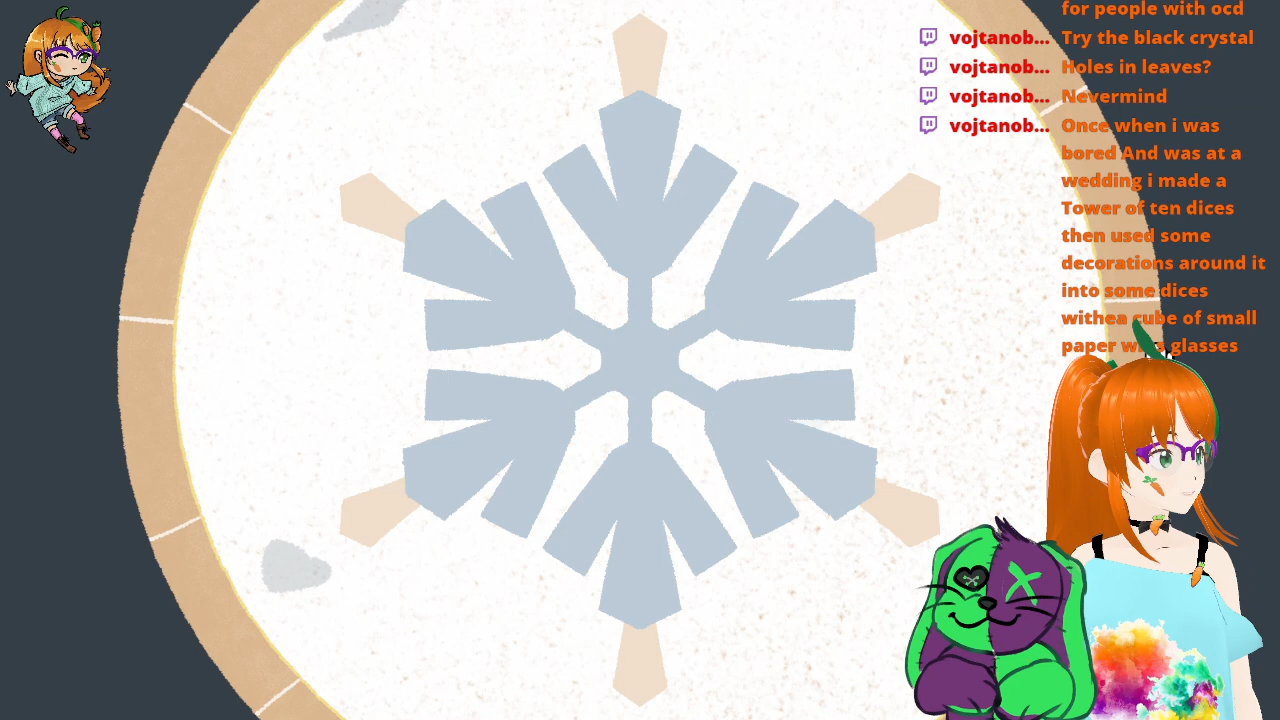 for people with ocd
vojtanob... Try the black crystal
vojtanob... Holes in leaves?
vojtanob... Nevermind
vojtanob... Once when i was
bored And was at a
wedding i made a
Tower of ten dices
then used some
decorations around it
into some dices
withea cube of small
paper wine glasses